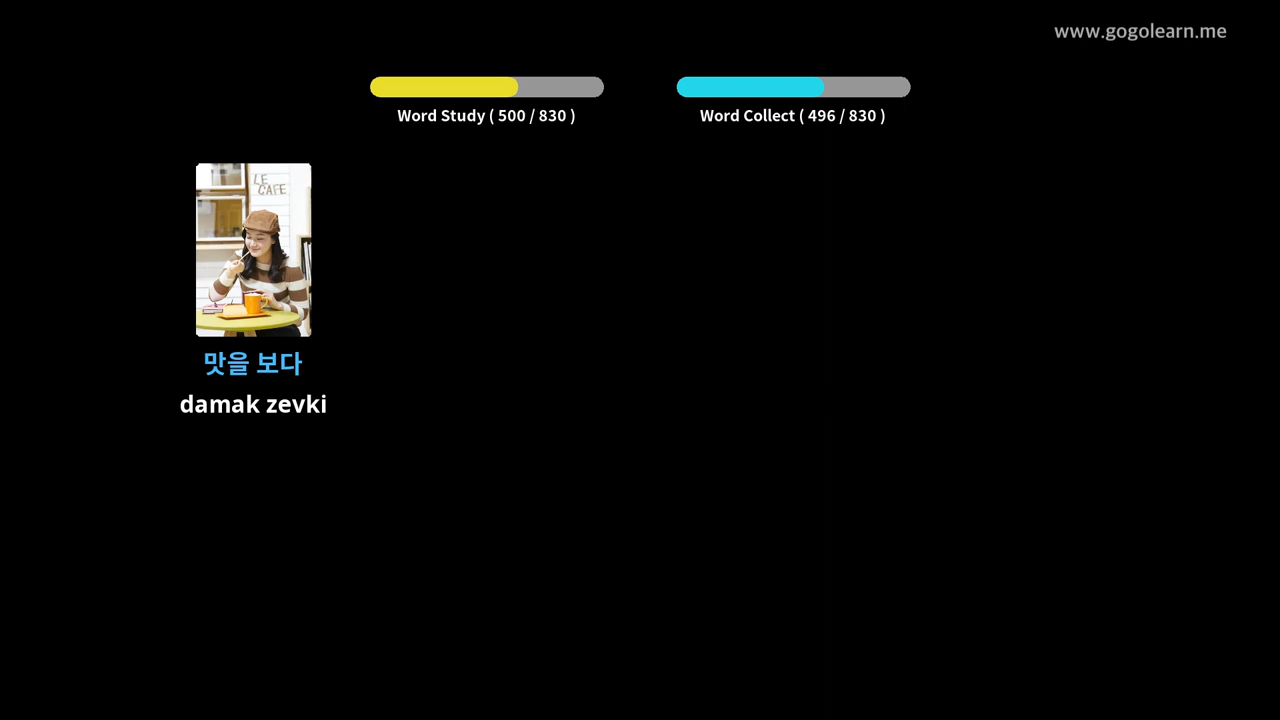 www.gogolearn.me
Word Study ( 500 / 830 )
Word Collect ( 496 / 830 )
LE
CAFE
맛을 보다
damak zevki